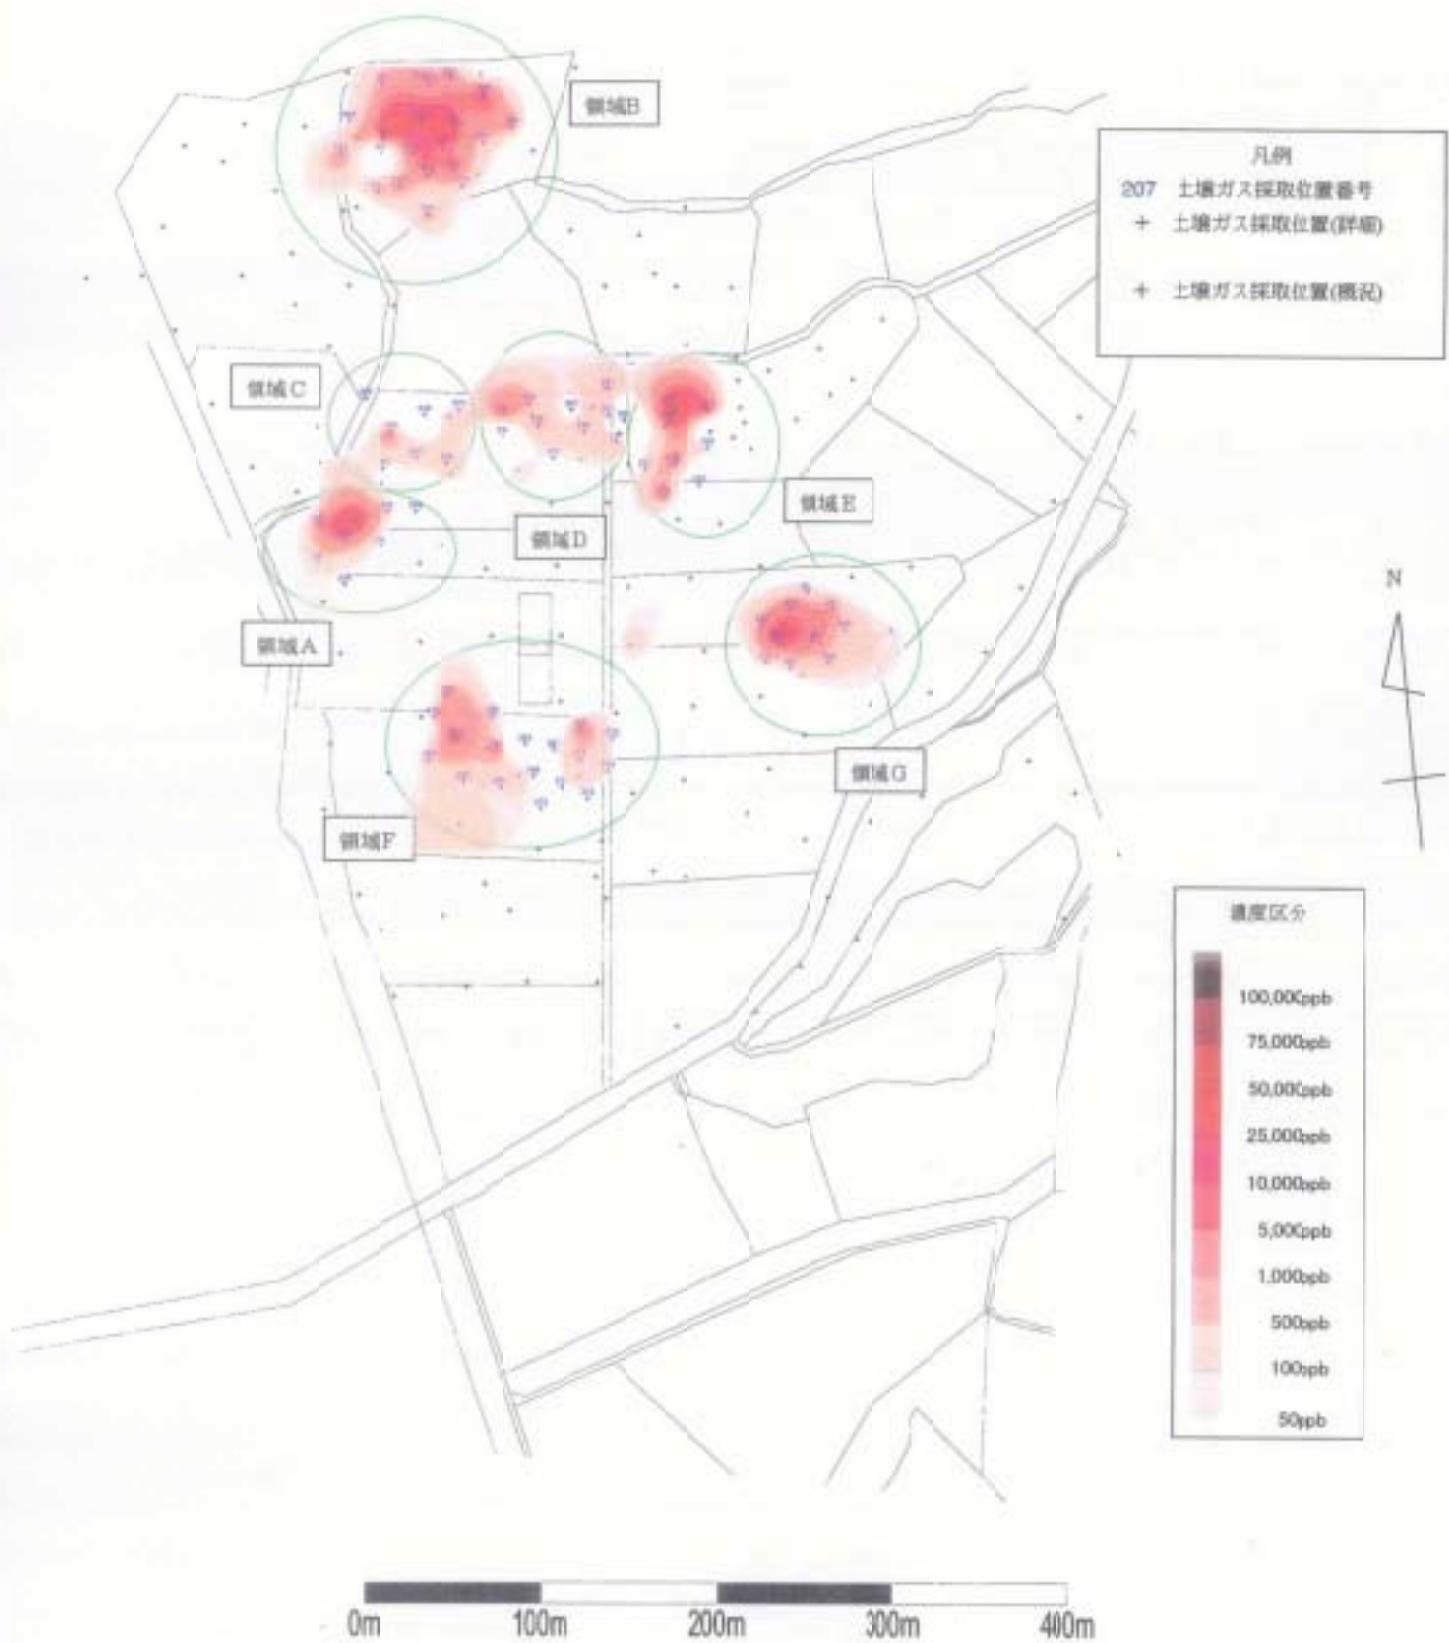 領域B
凡例
207 土壌ガス採取位置番号
+ 土壌ガス採取位置(詳細)
+ 土壌ガス採取位置(概況)
領域C
領域E
領域D
N
領域A
領域G
領域F
濃度区分
100,000ppb
75,000ppb
50,000ppb
25,000ppb
10,000ppb
5,000ppb
1,000ppb
500ppb
100ppb
50ppb
0m 100m 200m 300m 400m